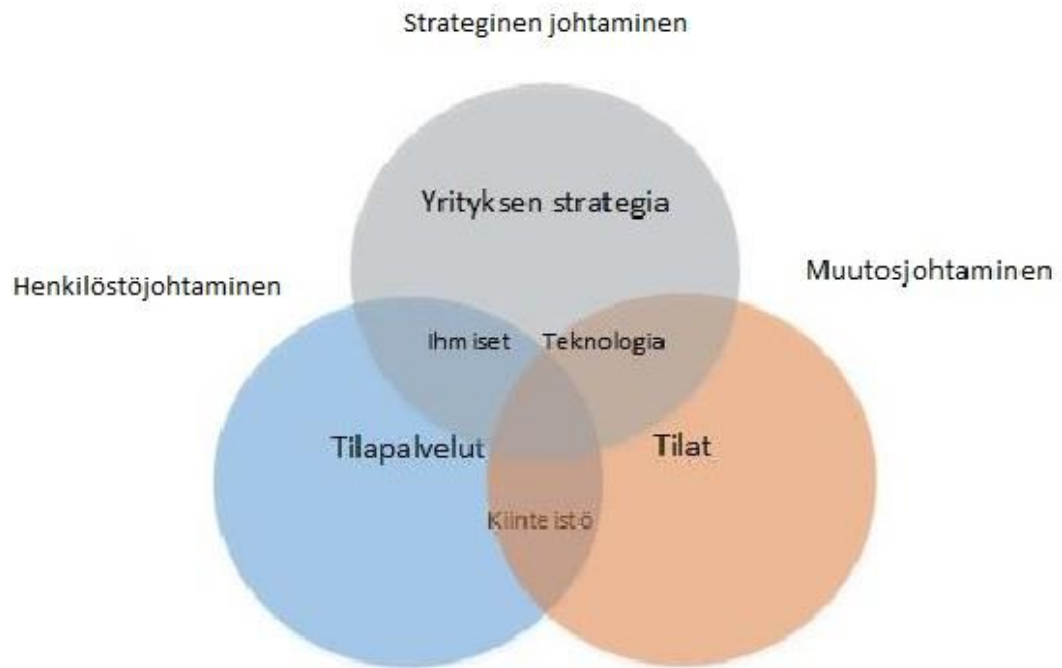 Strateginen johtaminen
Yrityksen strategia
Henkilöstöjohtaminen
Muutosjohtaminen
Ihmiset
Teknologia
Tilapalvelut
Tilat
Kiinteistö